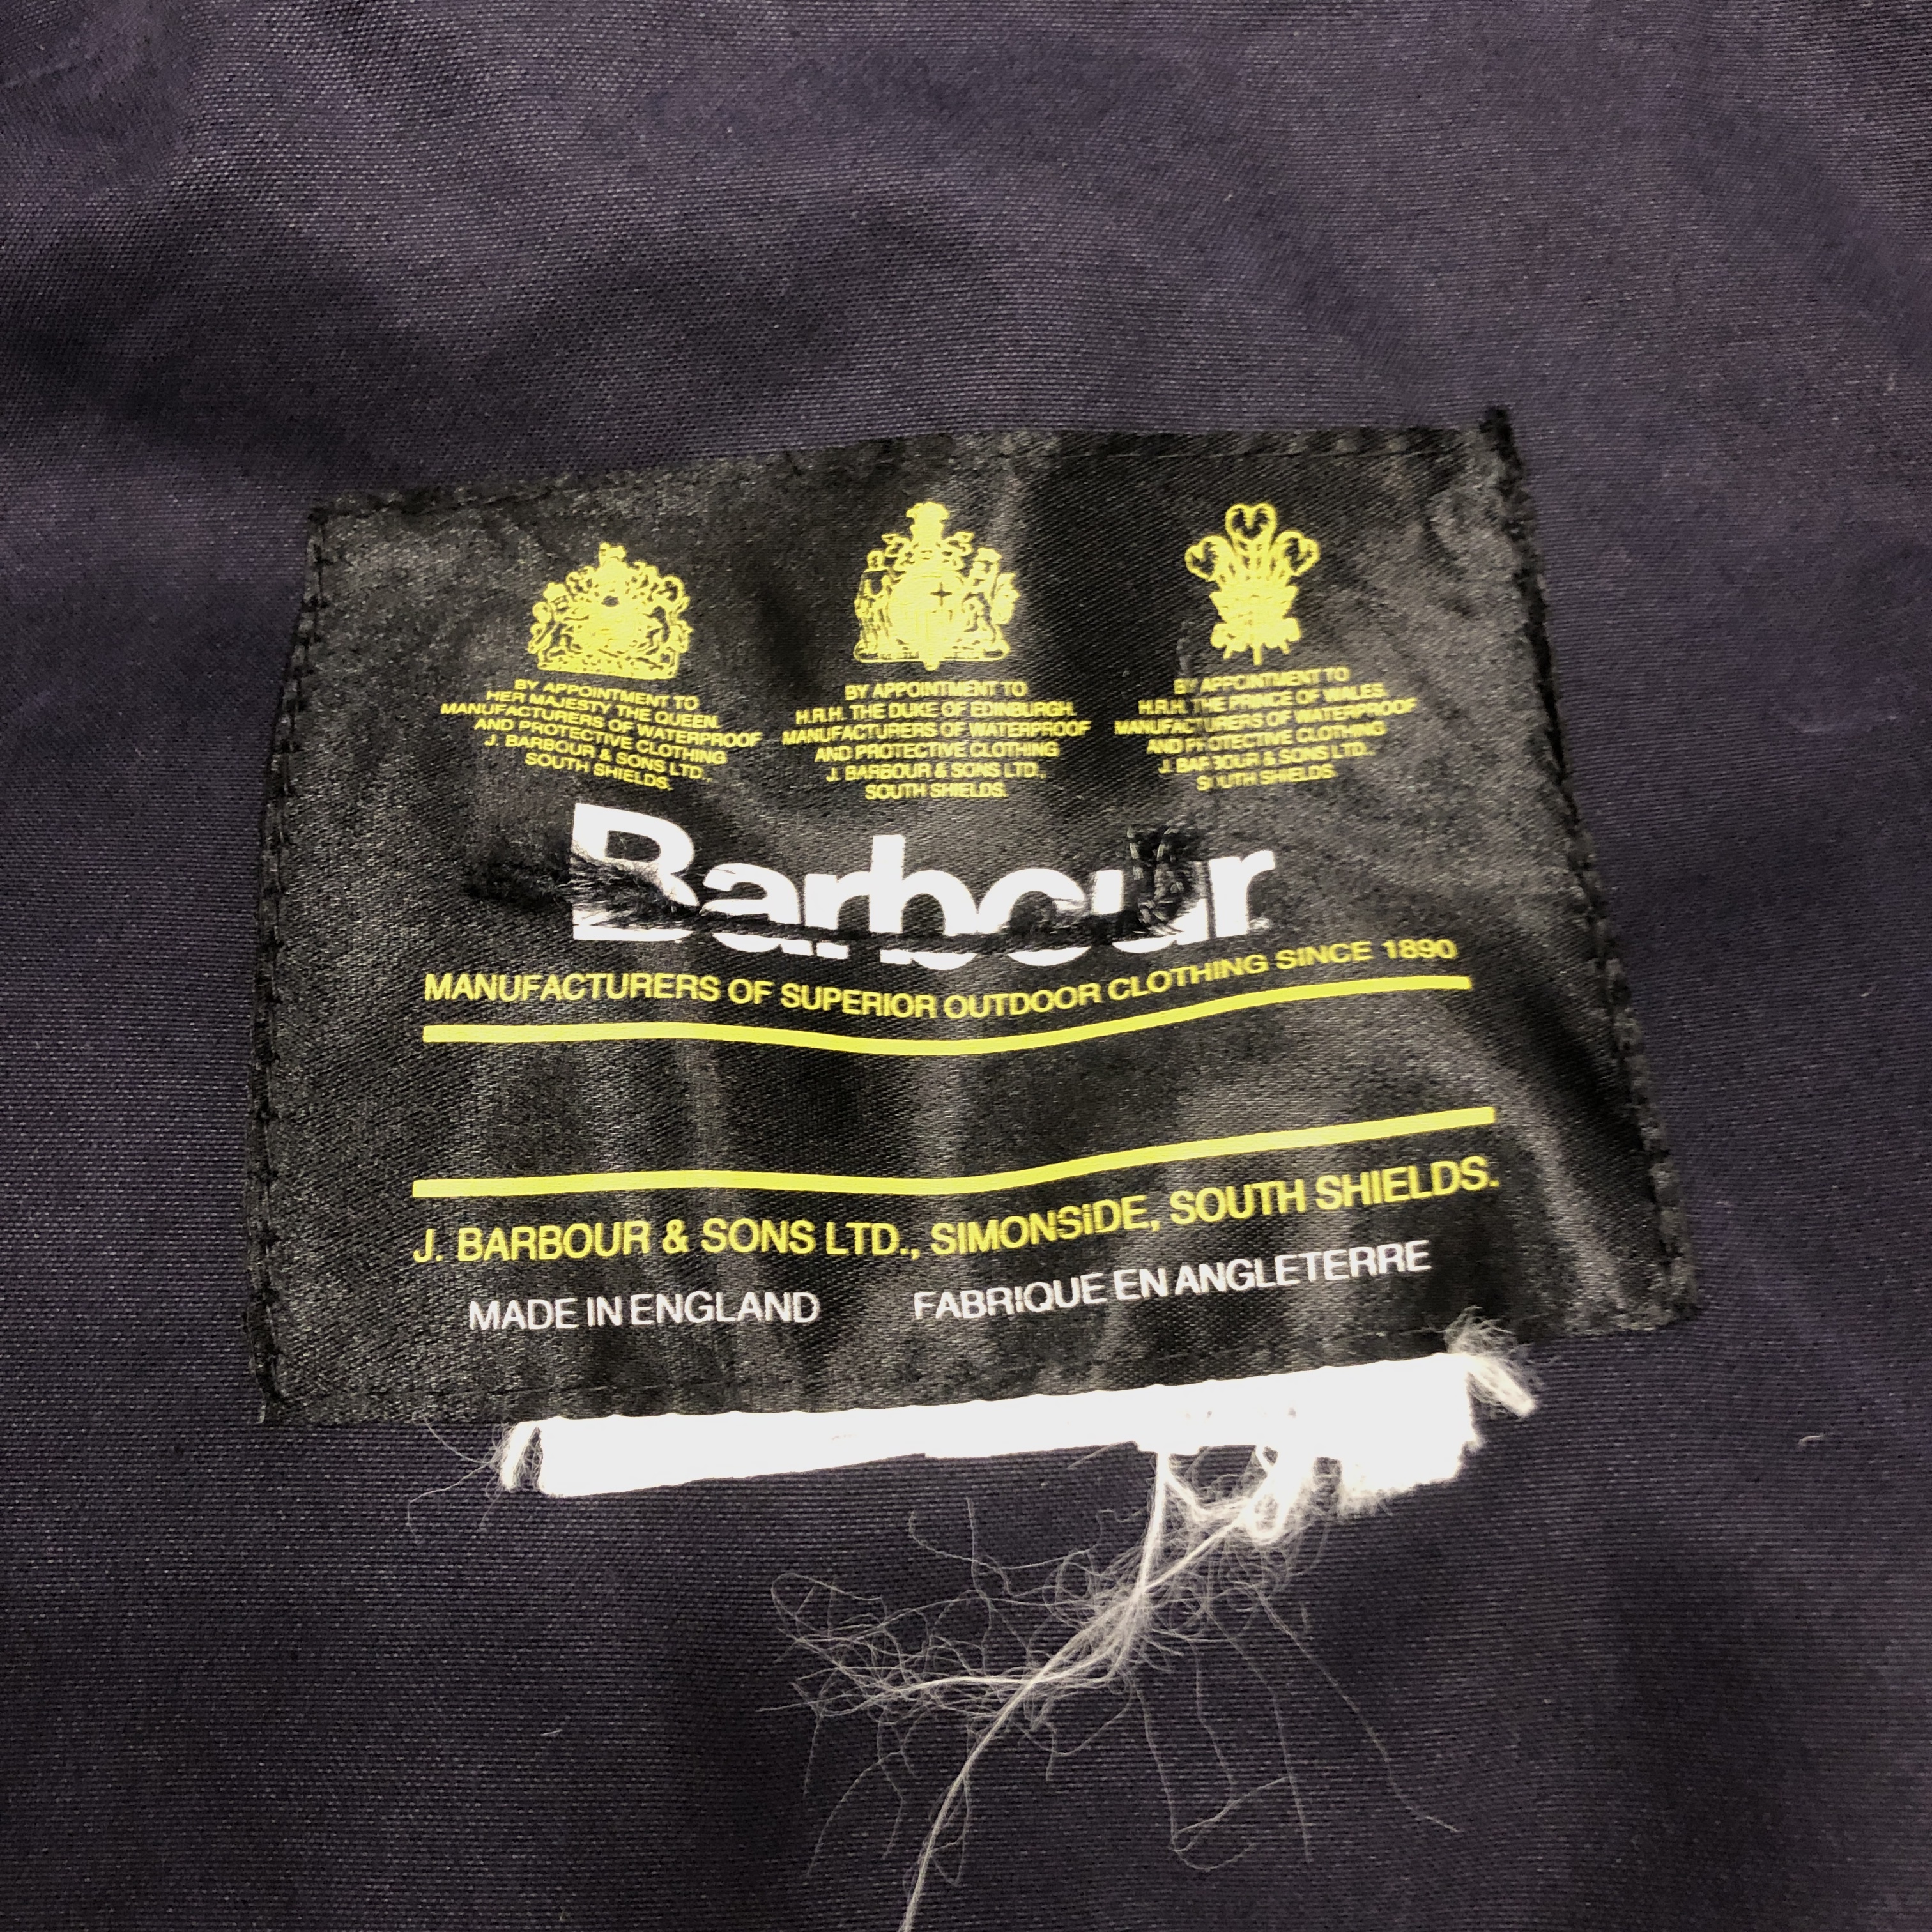 BY APPOINTMENT TO
HER MAJESTY THE QUEEN.
MANUFACTURERS OF WATERPROOF
AND PROTECTIVE CLOTHING
J. BARBOUR & SONS LTD.,
SOUTH SHIELDS.
BY APPOINTMENT TO
H.R.H. THE DUKE OF EDINBURGH.
MANUFACTURERS OF WATERPROOF
AND PROTECTIVE CLOTHING
J. BARBOUR & SONS LTD.,
SOUTH SHIELDS.
BY APPOINTMENT TO
H.R.H. THE PRINCE OF WALES.
MANUFACTURERS OF WATERPROOF
AND PROTECTIVE CLOTHING
J. BARBOUR & SONS LTD.,
SOUTH SHIELDS.
Barbour
MANUFACTURERS OF SUPERIOR OUTDOOR CLOTHING SINCE 1890
J. BARBOUR & SONS LTD., SIMONSiDE, SOUTH SHIELDS.
MADE IN ENGLAND FABRIQUE EN ANGLETERRE